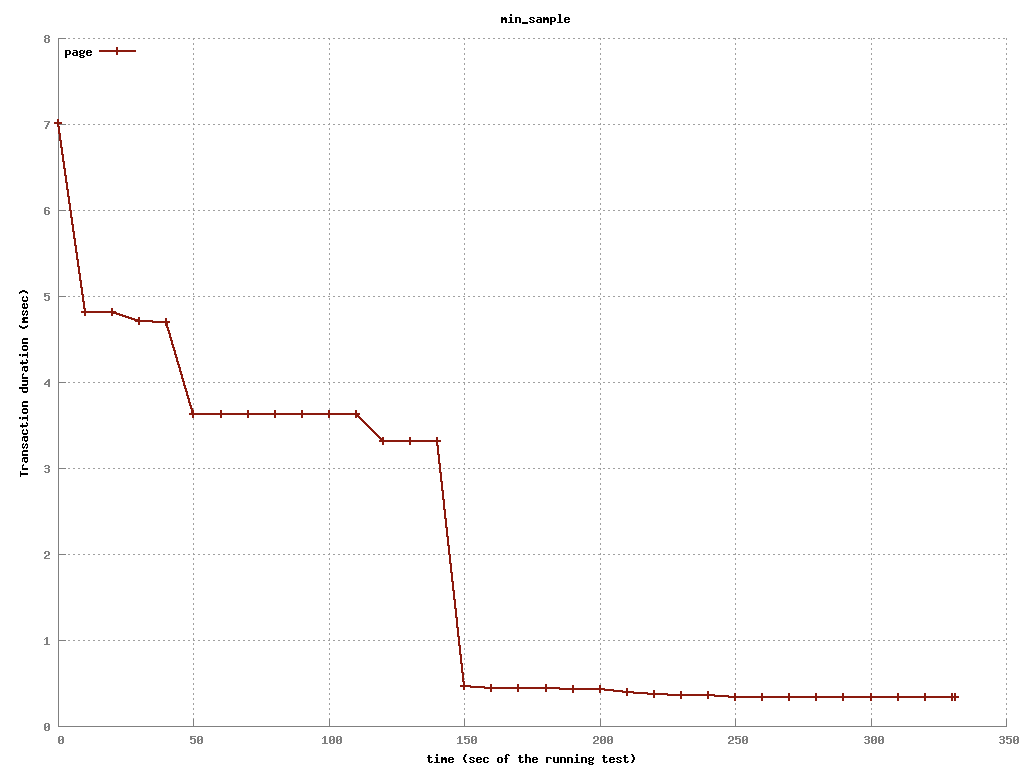 min_sample
8
page
7
6
5
4
3
2
1
0
Transaction duration (msec)
0 50 100 150 200 250 300 350
time (sec of the running test)